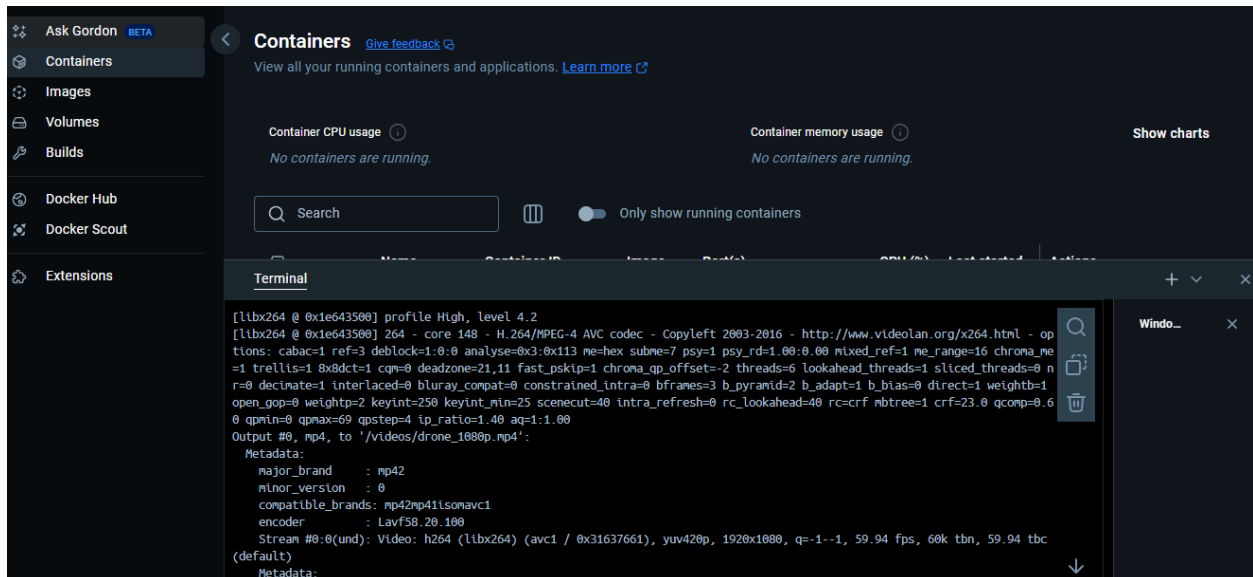 Ask Gordon BETA
Containers
Images
Volumes
Builds
Docker Hub
Docker Scout
Extensions
Containers Give feedback
View all your running containers and applications. Learn more
Container CPU usage
No containers are running.
Container memory usage
No containers are running.
Show charts
Search
Only show running containers
Name Container ID Image Port(s) CPU (%) Last started Actions
Terminal
Windo...
[libx264 @ 0x1e643500] profile High, level 4.2
[libx264 @ 0x1e643500] 264 - core 148 - H.264/MPEG-4 AVC codec - Copyleft 2003-2016 - http://www.videolan.org/x264.html - op
tions: cabac=1 ref=3 deblock=1:0:0 analyse=0x3:0x113 me=hex subme=7 psy=1 psy_rd=1.00:0.00 mixed_ref=1 me_range=16 chroma_me
=1 trellis=1 8x8dct=1 cqm=0 deadzone=21,11 fast_pskip=1 chroma_qp_offset=-2 threads=6 lookahead_threads=1 sliced_threads=0 n
r=0 decimate=1 interlaced=0 bluray_compat=0 constrained_intra=0 bframes=3 b_pyramid=2 b_adapt=1 b_bias=0 direct=1 weightb=1
open_gop=0 weightp=2 keyint=250 keyint_min=25 scenecut=40 intra_refresh=0 rc_lookahead=40 rc=crf mbtree=1 crf=23.0 qcomp=0.6
0 qpmin=0 qpmax=69 qpstep=4 ip_ratio=1.40 aq=1:1.00
Output #0, mp4, to '/videos/drone_1080p.mp4':
Metadata:
major_brand : mp42
minor_version : 0
compatible_brands: mp42mp41isomavc1
encoder : Lavf58.20.100
Stream #0:0(und): Video: h264 (libx264) (avc1 / 0x31637661), yuv420p, 1920x1080, q=-1--1, 59.94 fps, 60k tbn, 59.94 tbc
(default)
Metadata: